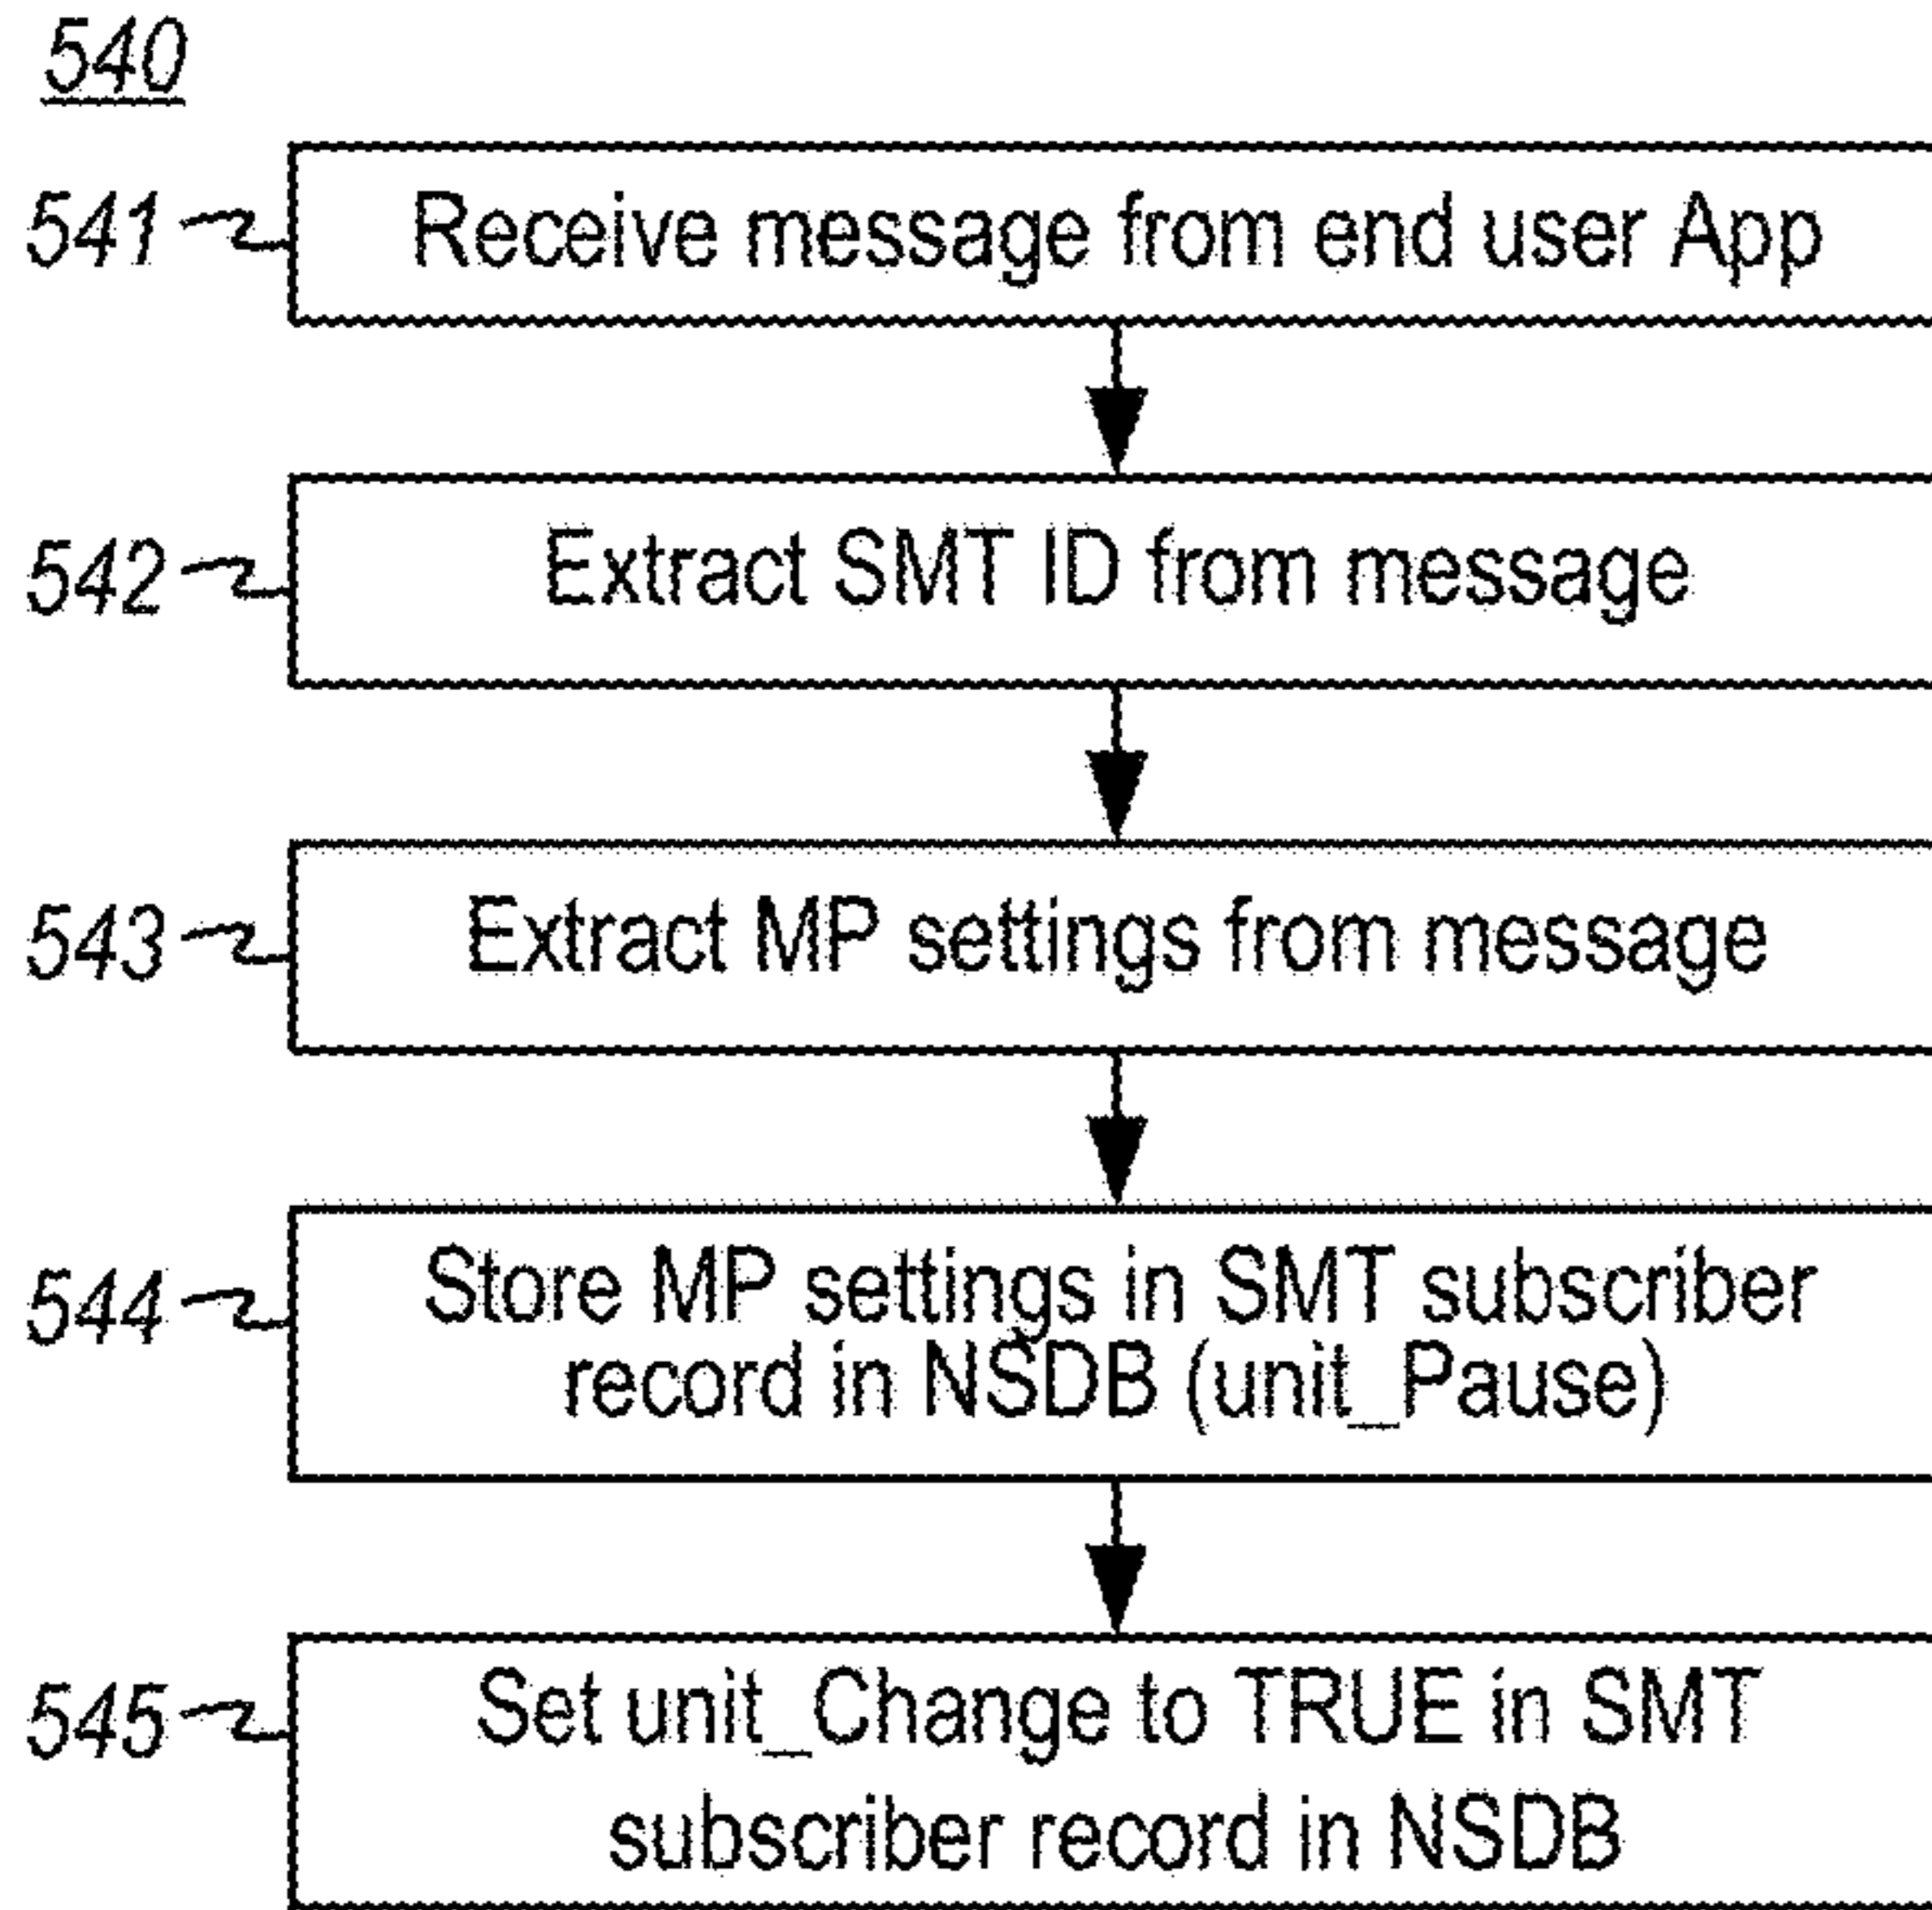 540
541 Receive message from end user App
542 Extract SMT ID from message
543 Extract MP settings from message
544 Store MP settings in SMT subscriber
record in NSDB (unit_Pause)
545 Set unit_Change to TRUE in SMT
subscriber record in NSDB